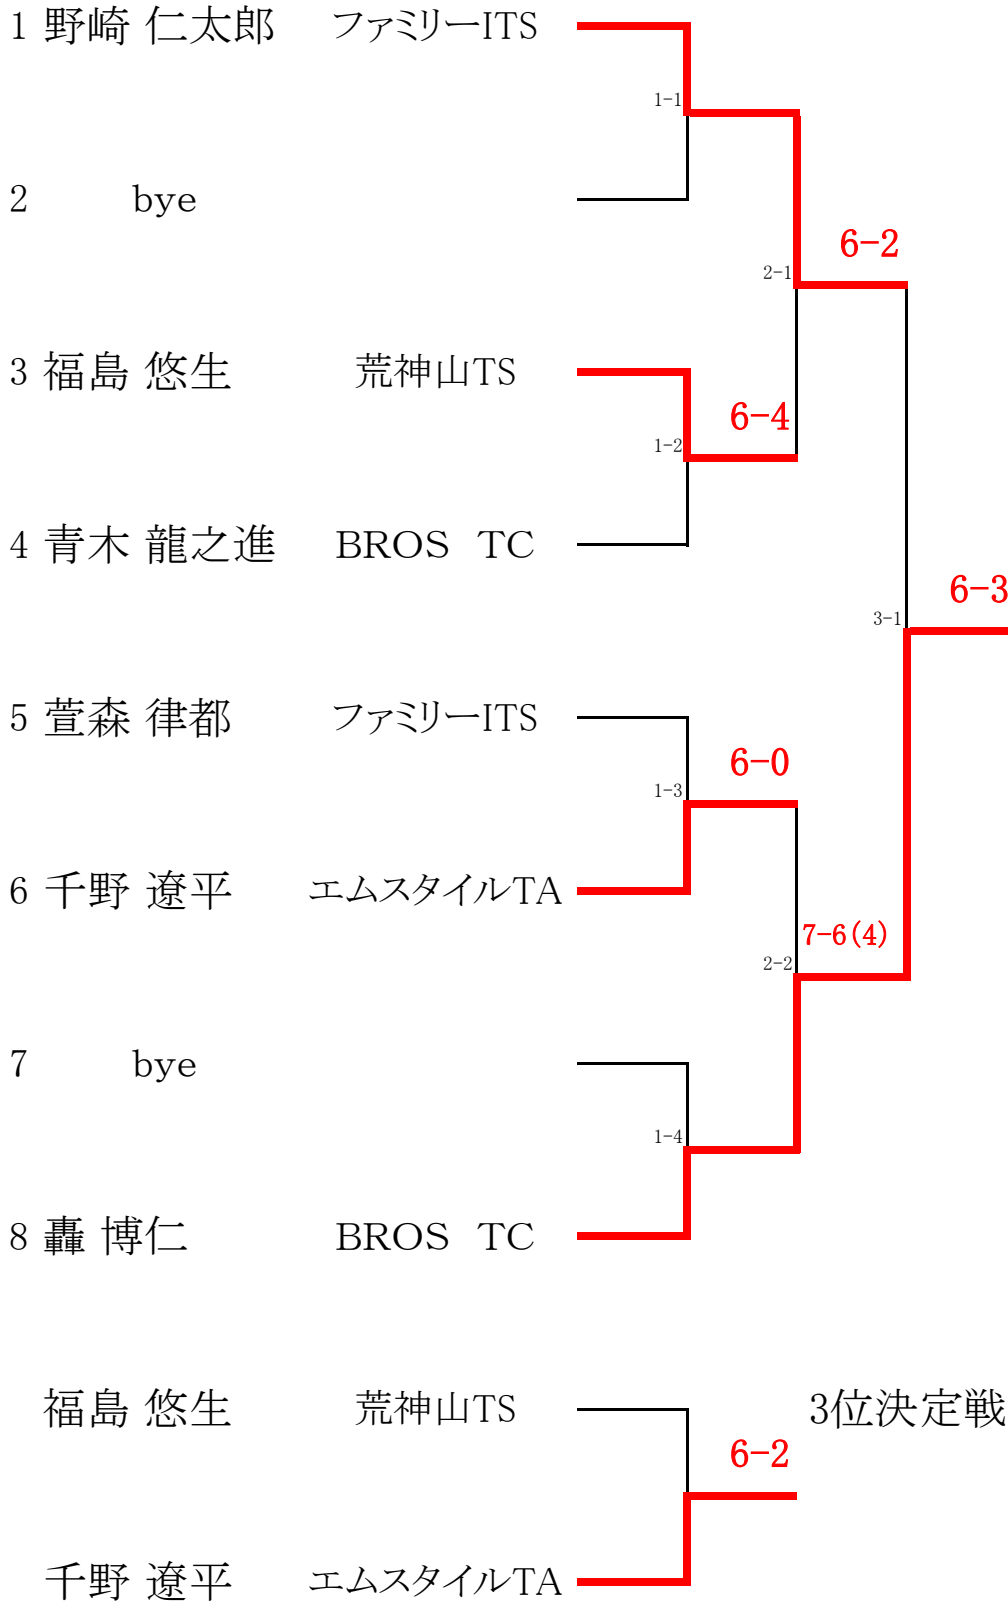 1 野崎 仁太郎 ファミリーITS
1-1
2 bye
6-2
2-1
3 福島 悠生 荒神山TS
6-4
1-2
4 青木 龍之進 BROS TC
6-3
3-1
5 萱森 律都 ファミリーITS
6-0
1-3
6 千野 遼平 エムスタイルTA
7-6(4)
2-2
7 bye
1-4
8 轟 博仁 BROS TC
福島 悠生 荒神山TS 3位決定戦
6-2
千野 遼平 エムスタイルTA